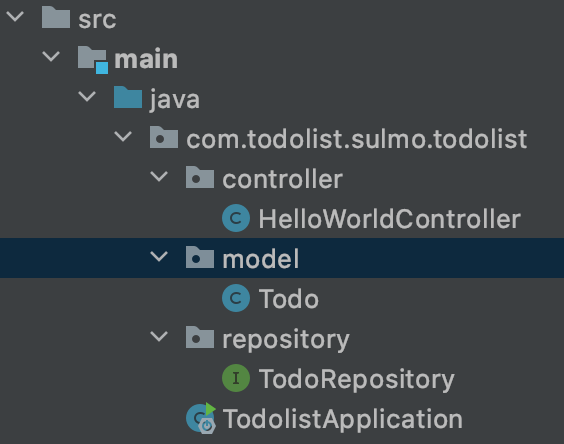 src
main
java
com.todolist.sulmo.todolist
controller
C HelloWorldController
model
C Todo
repository
I TodoRepository
C TodolistApplication